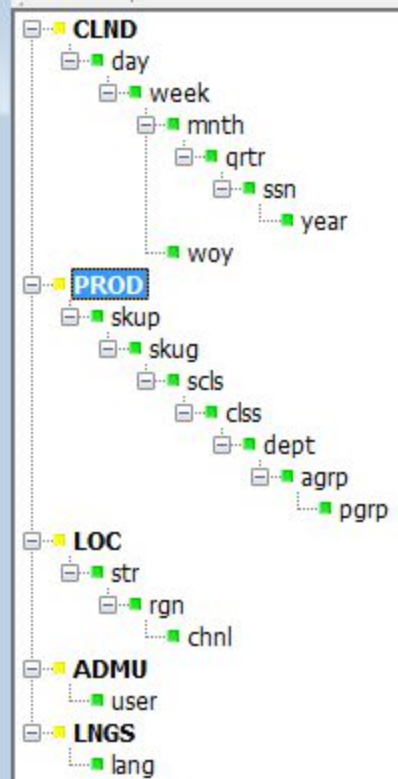 CLND
day
week
mnth
qrtr
ssn
year
woy
PROD
skup
skug
scls
clss
dept
agrp
pgrp
LOC
str
rgn
chnl
ADMU
user
LNGS
lang